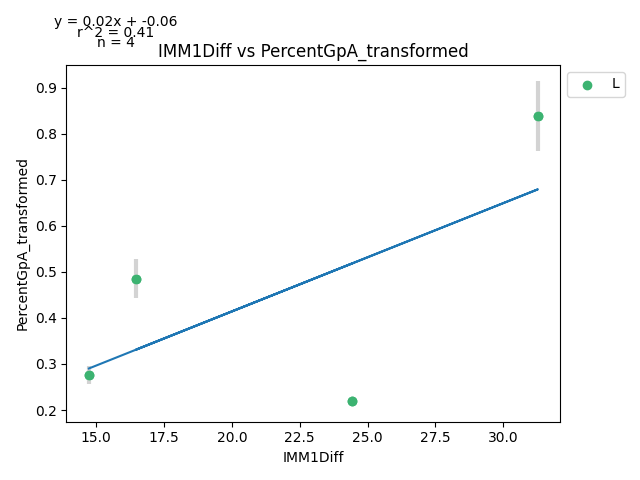 y = 0.02x + -0.06
r^2 = 0.41
n = 4
IMM1Diff vs PercentGpA_transformed
L
PercentGpA_transformed
0.9
0.8
0.7
0.6
0.5
0.4
0.3
0.2
15.0 17.5 20.0 22.5 25.0 27.5 30.0
IMM1Diff